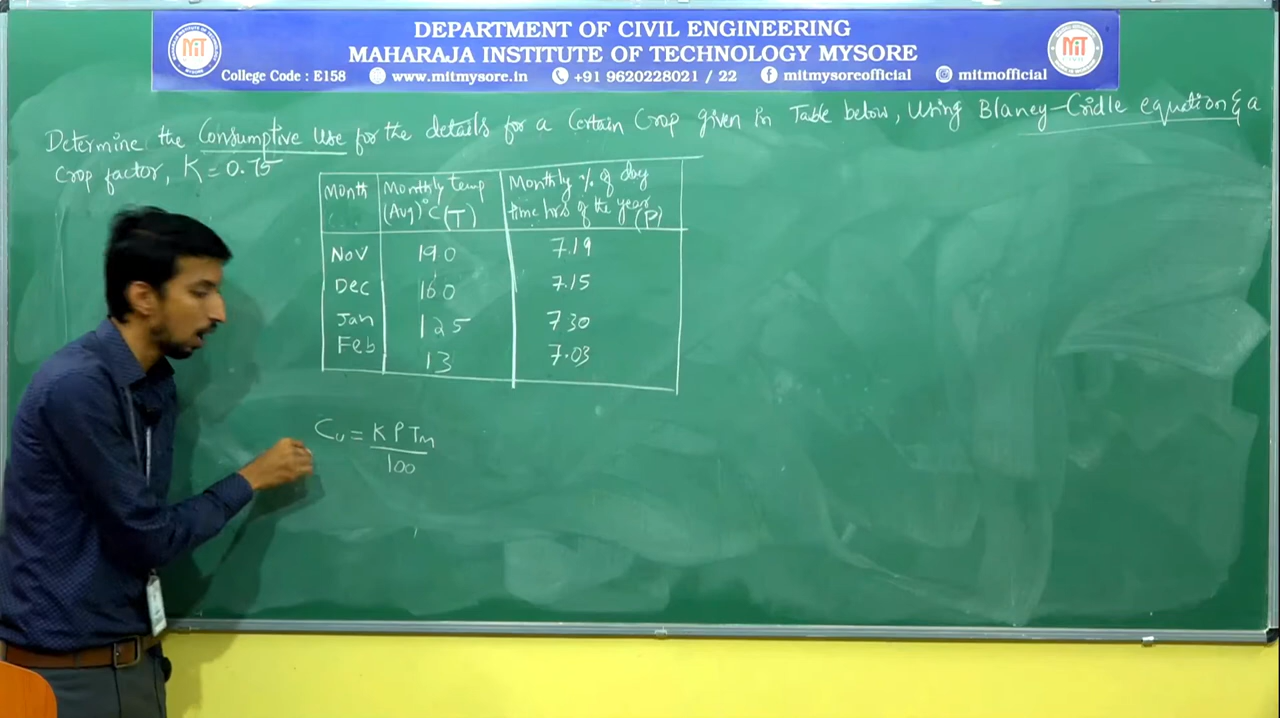 DEPARTMENT OF CIVIL ENGINEERING
MAHARAJA INSTITUTE OF TECHNOLOGY MYSORE
College Code : E158 www.mitmysore.in +91 9620228021 / 22 mitmysoreofficial mitmofficial
MiT
MiT
Determine the Consumptive Use for the details for a Certain Crop given in Table below, Using Blaney-Cridle equation & a
Crop factor, K = 0.75
Month Monthly temp Monthly % of day
(Avg) °C (T) time hrs of the year (P)
Nov 19.0 7.19
Dec 16.0 7.15
Jan 12.5 7.30
Feb 13 7.03
Cu = K P Tm
100